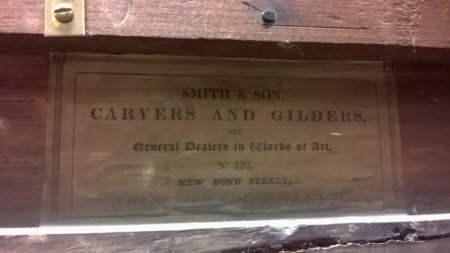 SMITH & SON,
CARVERS AND GILDERS,
AND
General Dealers in Works of Art,
Nº 137,
NEW BOND STREET,